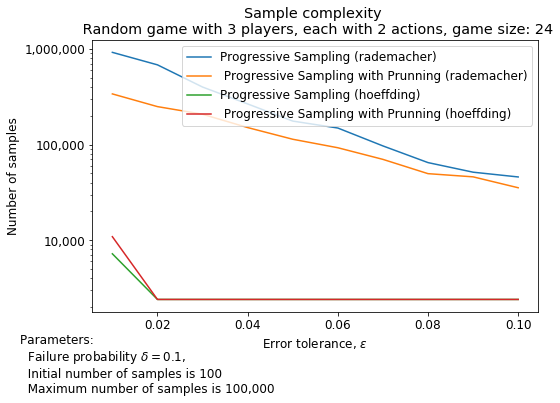 Sample complexity
Random game with 3 players, each with 2 actions, game size: 24
Progressive Sampling (rademacher)
Progressive Sampling with Prunning (rademacher)
Progressive Sampling (hoeffding)
Progressive Sampling with Prunning (hoeffding)
Number of samples
1,000,000
100,000
10,000
0.02 0.04 0.06 0.08 0.10
Error tolerance, ε
Parameters:
Failure probability δ = 0.1,
Initial number of samples is 100
Maximum number of samples is 100,000